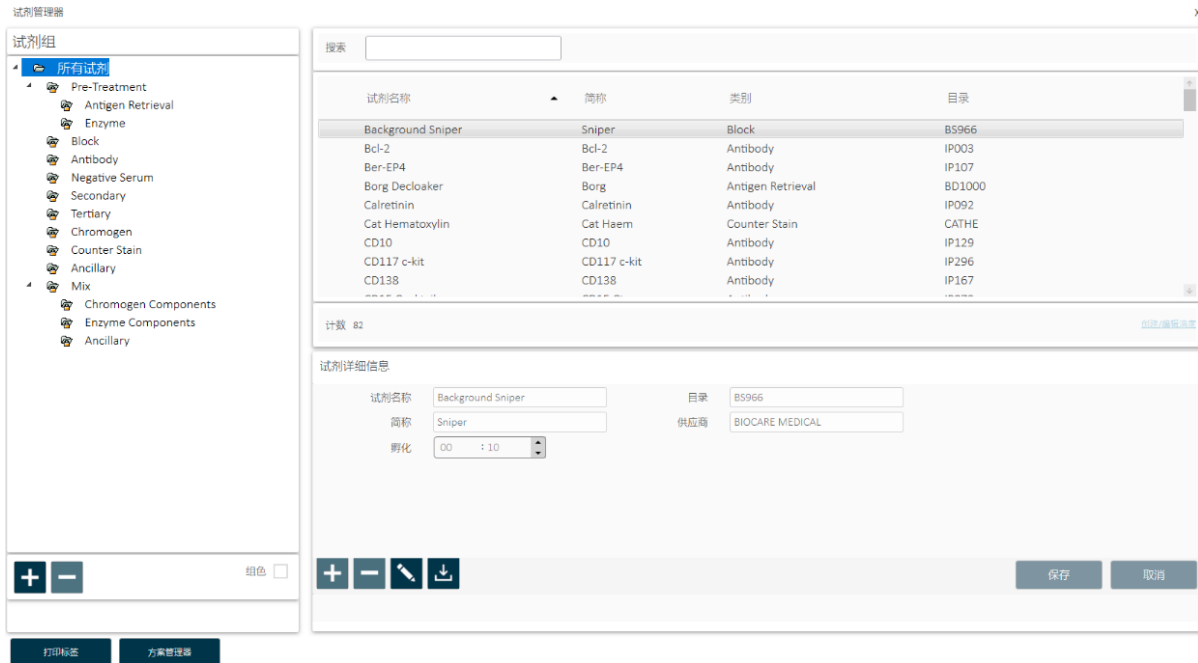 试剂管理器
试剂组
所有试剂
Pre-Treatment
Antigen Retrieval
Enzyme
Block
Antibody
Negative Serum
Secondary
Tertiary
Chromogen
Counter Stain
Ancillary
Mix
Chromogen Components
Enzyme Components
Ancillary
组色
打印标签 方案管理器
搜索
试剂名称 简称 类别 目录
Background Sniper Sniper Block BS966
Bcl-2 Bcl-2 Antibody IP003
Ber-EP4 Ber-EP4 Antibody IP107
Borg Decloaker Borg Antigen Retrieval BD1000
Calretinin Calretinin Antibody IP092
Cat Hematoxylin Cat Haem Counter Stain CATHE
CD10 CD10 Antibody IP129
CD117 c-kit CD117 c-kit Antibody IP296
CD138 CD138 Antibody IP167
计数 82
创建/编辑浓度
试剂详细信息
试剂名称 Background Sniper 目录 BS966
简称 Sniper 供应商 BIOCARE MEDICAL
孵化 00 : 10
保存 取消